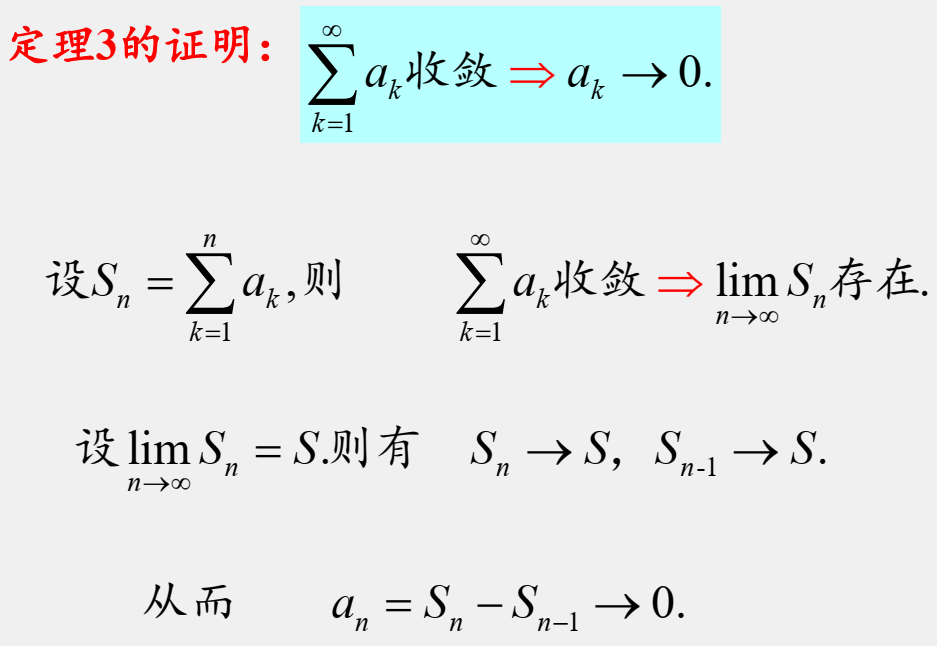 定理3的证明： $\sum_{k=1}^{\infty} a_k$收敛 $\Rightarrow a_k \to 0.$
设$S_n = \sum_{k=1}^{n} a_k$,则 $\sum_{k=1}^{\infty} a_k$收敛 $\Rightarrow \lim_{n\to\infty} S_n$存在.
设$\lim_{n\to\infty} S_n = S.$则有 $S_n \to S$，$S_{n-1} \to S.$
从而 $a_n = S_n - S_{n-1} \to 0.$